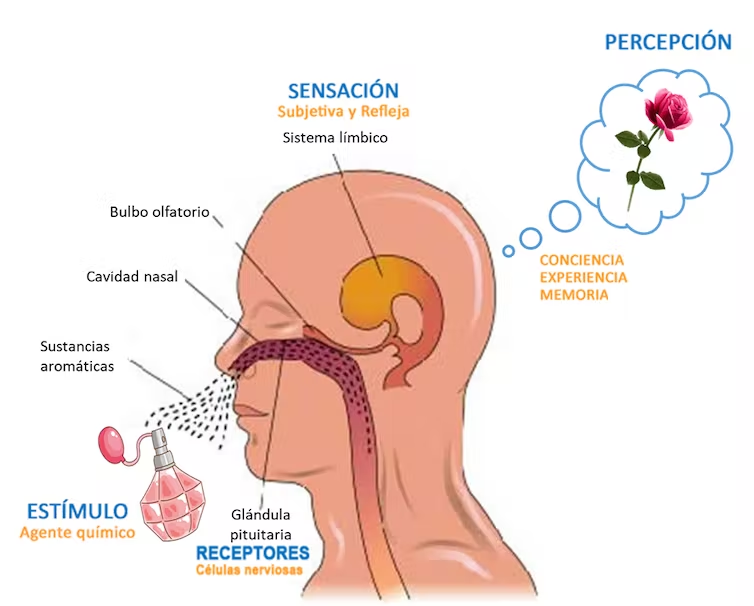 PERCEPCIÓN
SENSACIÓN
Subjetiva y Refleja
Sistema límbico
Bulbo olfatorio
Cavidad nasal
CONCIENCIA
EXPERIENCIA
MEMORIA
Sustancias
aromáticas
ESTÍMULO
Agente químico
Glándula
pituitaria
RECEPTORES
Células nerviosas